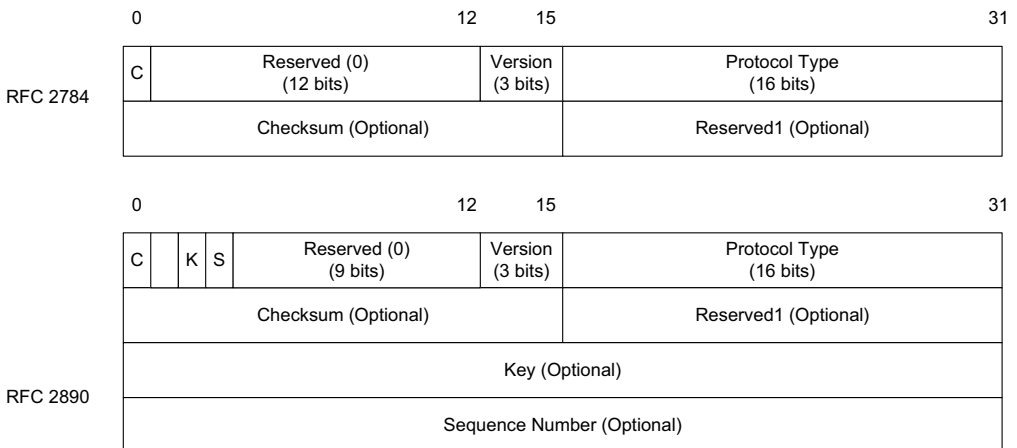 0 12 15 31
RFC 2784
C
Reserved (0)
(12 bits)
Version
(3 bits)
Protocol Type
(16 bits)
Checksum (Optional)
Reserved1 (Optional)
0 12 15 31
RFC 2890
C
K
S
Reserved (0)
(9 bits)
Version
(3 bits)
Protocol Type
(16 bits)
Checksum (Optional)
Reserved1 (Optional)
Key (Optional)
Sequence Number (Optional)